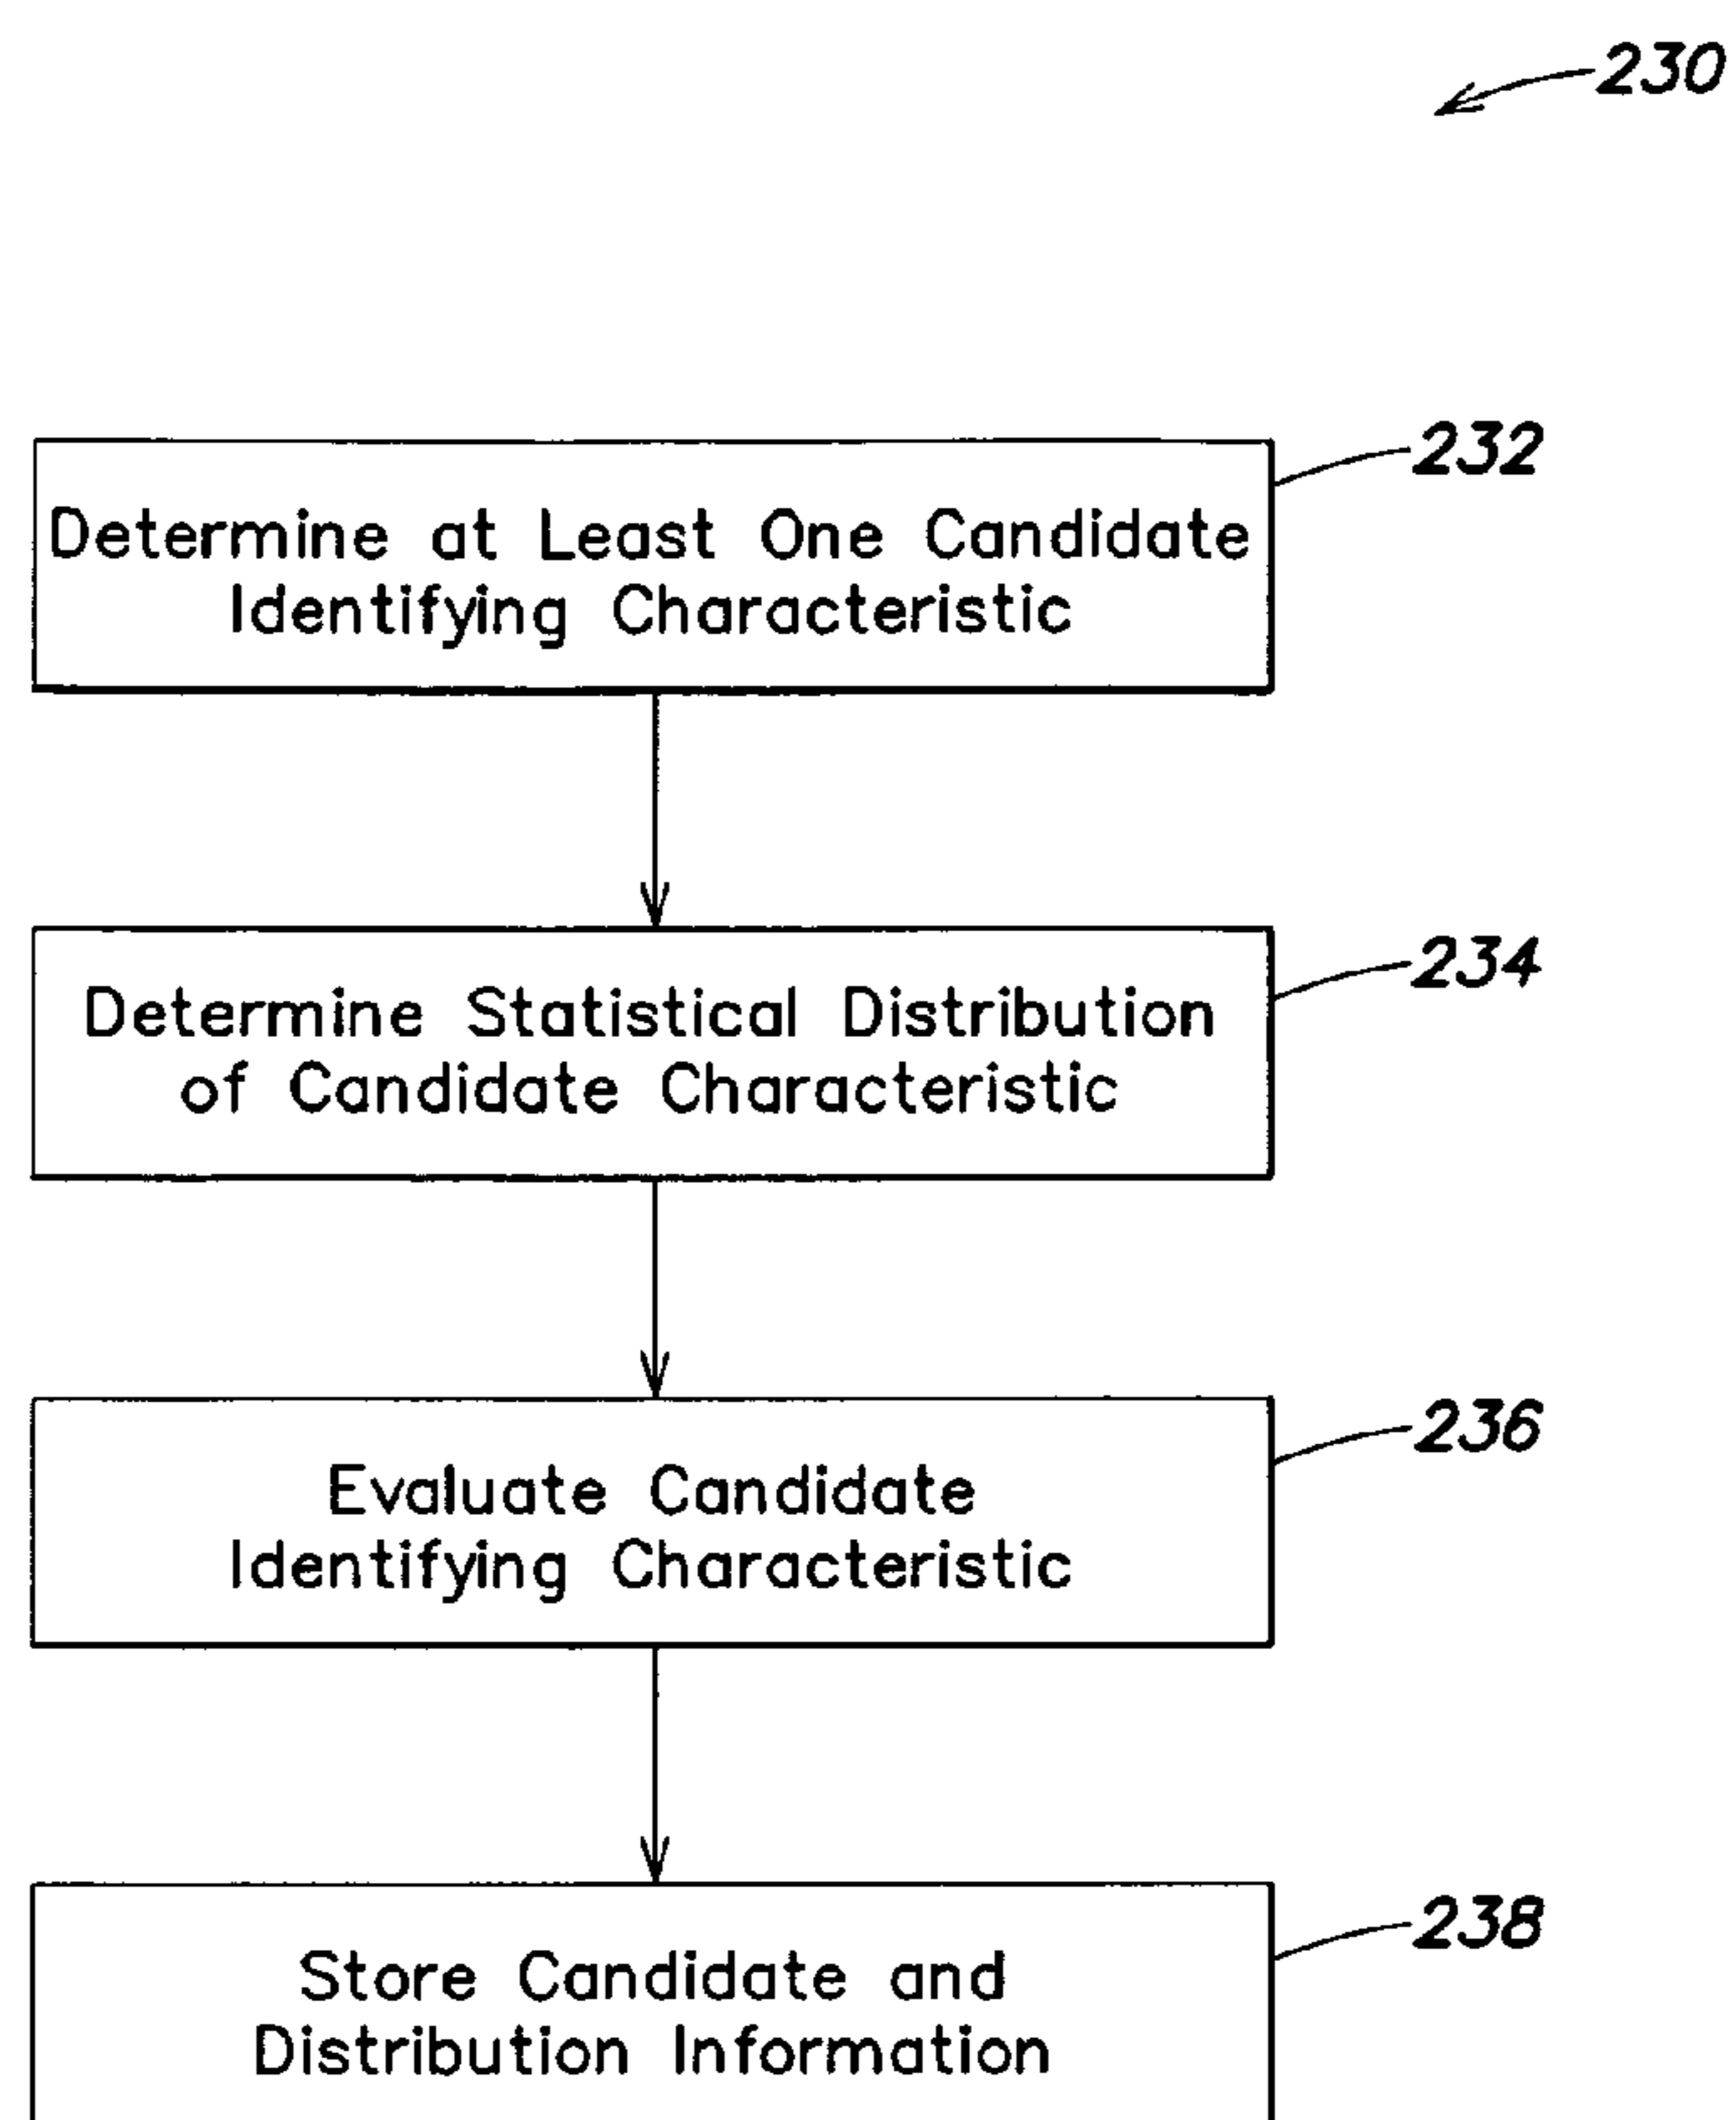 230
232
Determine at Least One Candidate
Identifying Characteristic
234
Determine Statistical Distribution
of Candidate Characteristic
236
Evaluate Candidate
Identifying Characteristic
238
Store Candidate and
Distribution Information